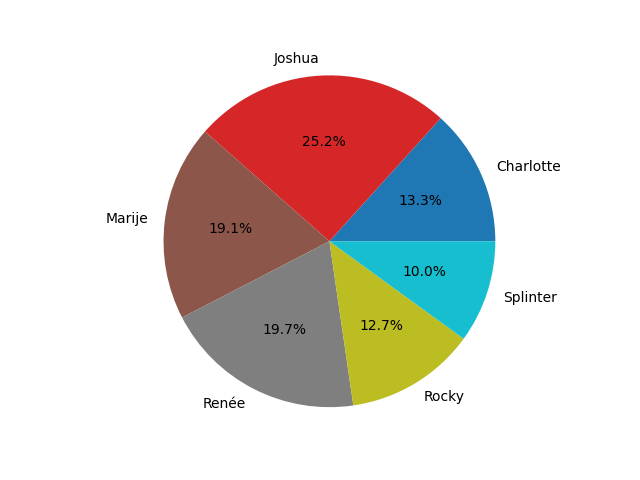 Joshua
25.2%
Charlotte
13.3%
Marije
19.1%
10.0%
Splinter
19.7%
12.7%
Rocky
Renée